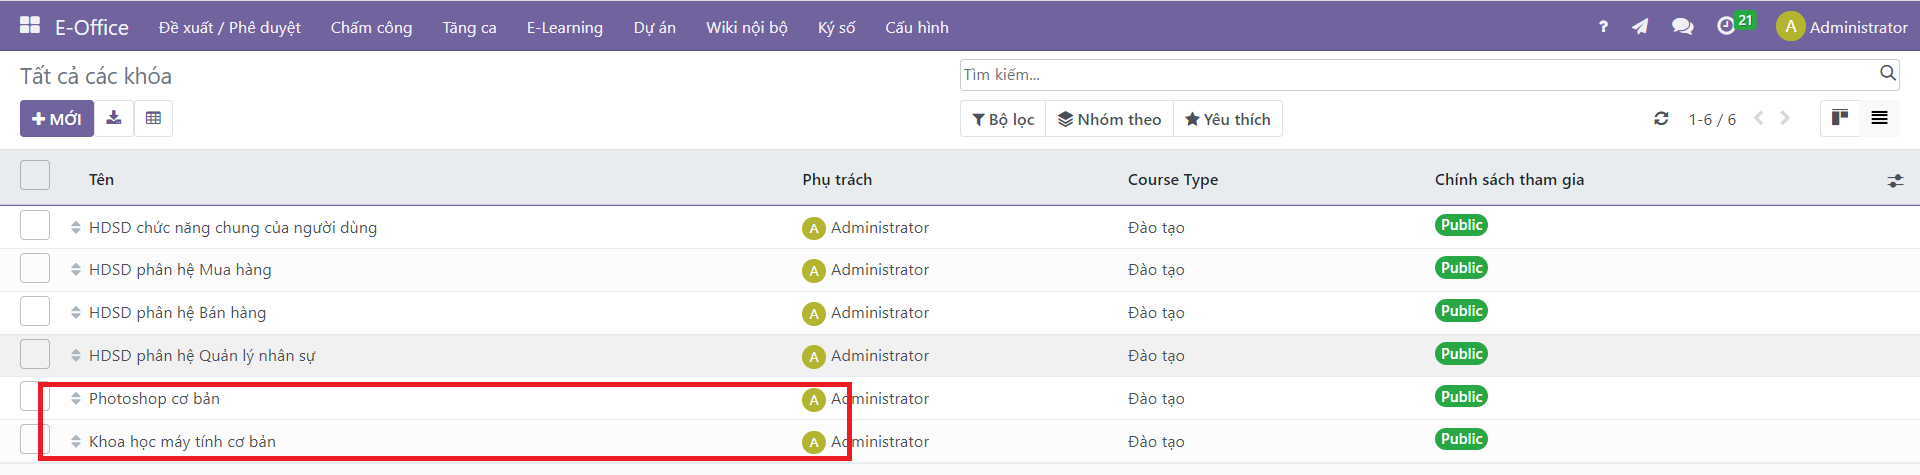 E-Office Đề xuất / Phê duyệt Chấm công Tăng ca E-Learning Dự án Wiki nội bộ Ký số Cấu hình ? 21 A Administrator
Tất cả các khóa Tìm kiếm...
MỚI Bộ lọc Nhóm theo Yêu thích 1-6 / 6
Tên Phụ trách Course Type Chính sách tham gia
HDSD chức năng chung của người dùng A Administrator Đào tạo Public
HDSD phân hệ Mua hàng A Administrator Đào tạo Public
HDSD phân hệ Bán hàng A Administrator Đào tạo Public
HDSD phân hệ Quản lý nhân sự A Administrator Đào tạo Public
Photoshop cơ bản A Administrator Đào tạo Public
Khoa học máy tính cơ bản A Administrator Đào tạo Public